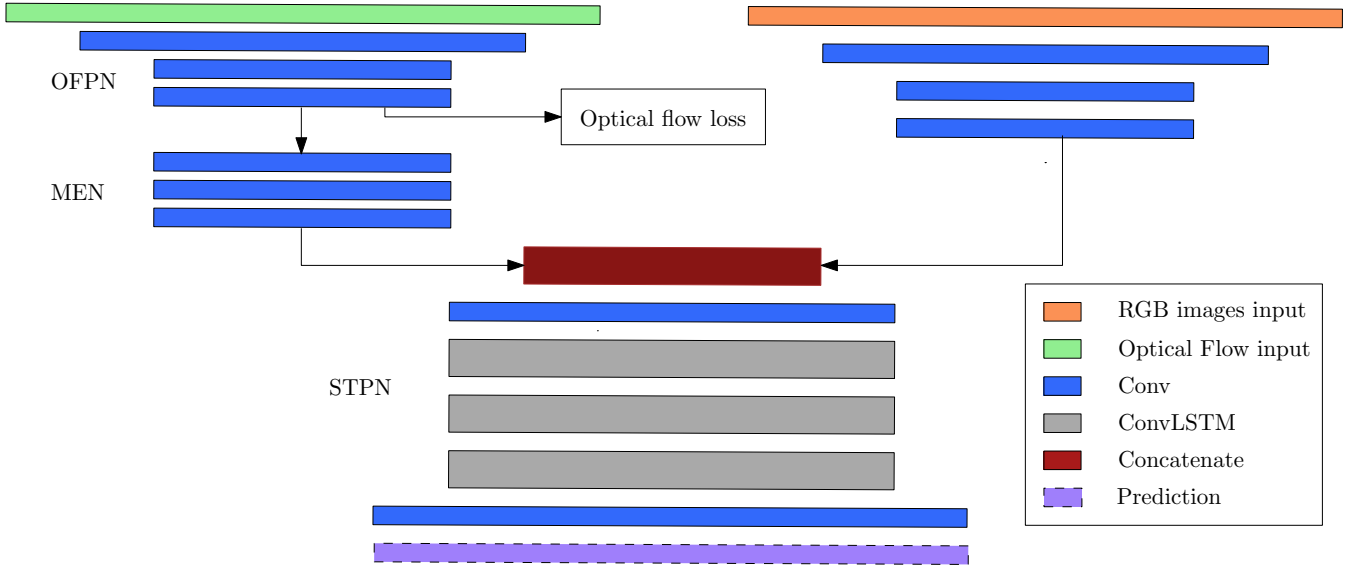 OFPN
Optical flow loss
MEN
STPN
RGB images input
Optical Flow input
Conv
ConvLSTM
Concatenate
Prediction